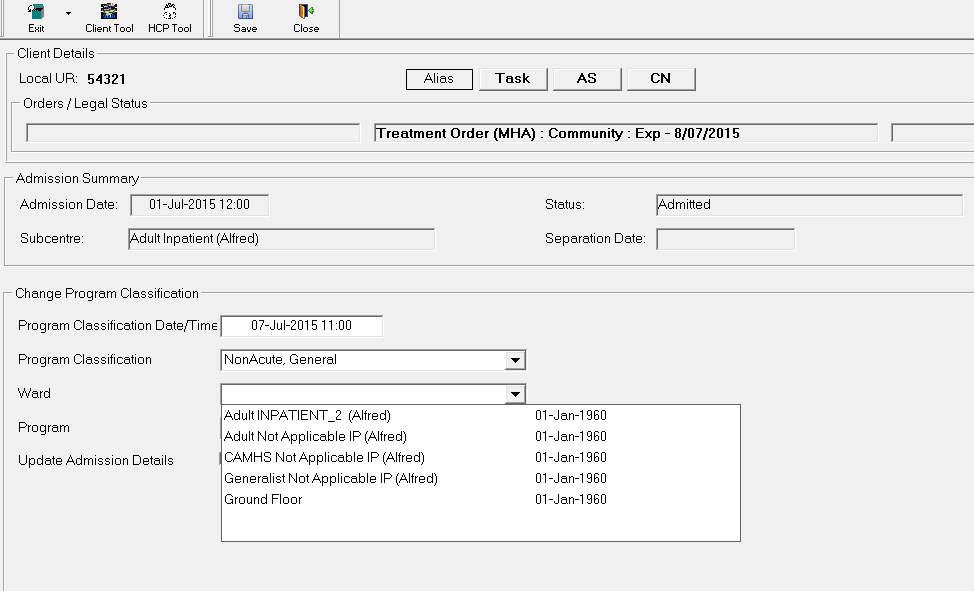 Exit Client Tool HCP Tool Save Close
Client Details
Local UR: 54321 Alias Task AS CN
Orders / Legal Status
Treatment Order (MHA) : Community : Exp - 8/07/2015
Admission Summary
Admission Date: 01-Jul-2015 12:00 Status: Admitted
Subcentre: Adult Inpatient (Alfred) Separation Date:
Change Program Classification
Program Classification Date/Time 07-Jul-2015 11:00
Program Classification NonAcute, General
Ward
Adult INPATIENT_2 (Alfred) 01-Jan-1960
Program Adult Not Applicable IP (Alfred) 01-Jan-1960
Update Admission Details CAMHS Not Applicable IP (Alfred) 01-Jan-1960
Generalist Not Applicable IP (Alfred) 01-Jan-1960
Ground Floor 01-Jan-1960